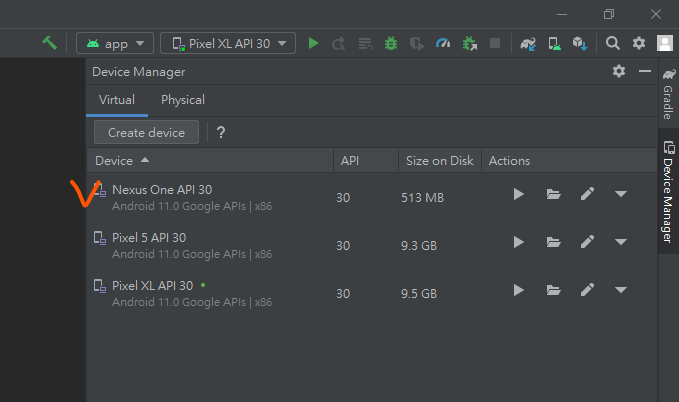 app Pixel XL API 30
Device Manager
Virtual Physical
Create device ?
Device API Size on Disk Actions
Nexus One API 30
Android 11.0 Google APIs | x86
30 513 MB
Pixel 5 API 30
Android 11.0 Google APIs | x86
30 9.3 GB
Pixel XL API 30
Android 11.0 Google APIs | x86
30 9.5 GB
Gradle
Device Manager